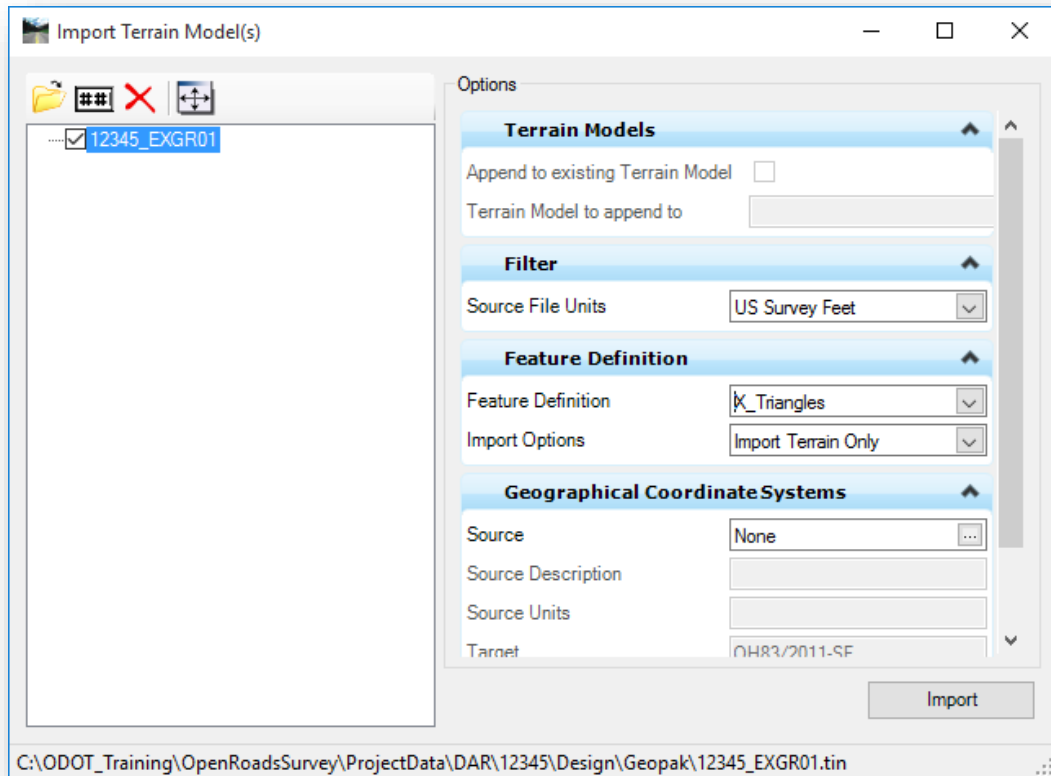 Import Terrain Model(s)
##
12345_EXGR01
Options
Terrain Models
Append to existing Terrain Model
Terrain Model to append to
Filter
Source File Units US Survey Feet
Feature Definition
Feature Definition X_Triangles
Import Options Import Terrain Only
Geographical Coordinate Systems
Source None ...
Source Description
Source Units
Target OH83/2011-SF
Import
C:\ODOT_Training\OpenRoadsSurvey\ProjectData\DAR\12345\Design\Geopak\12345_EXGR01.tin